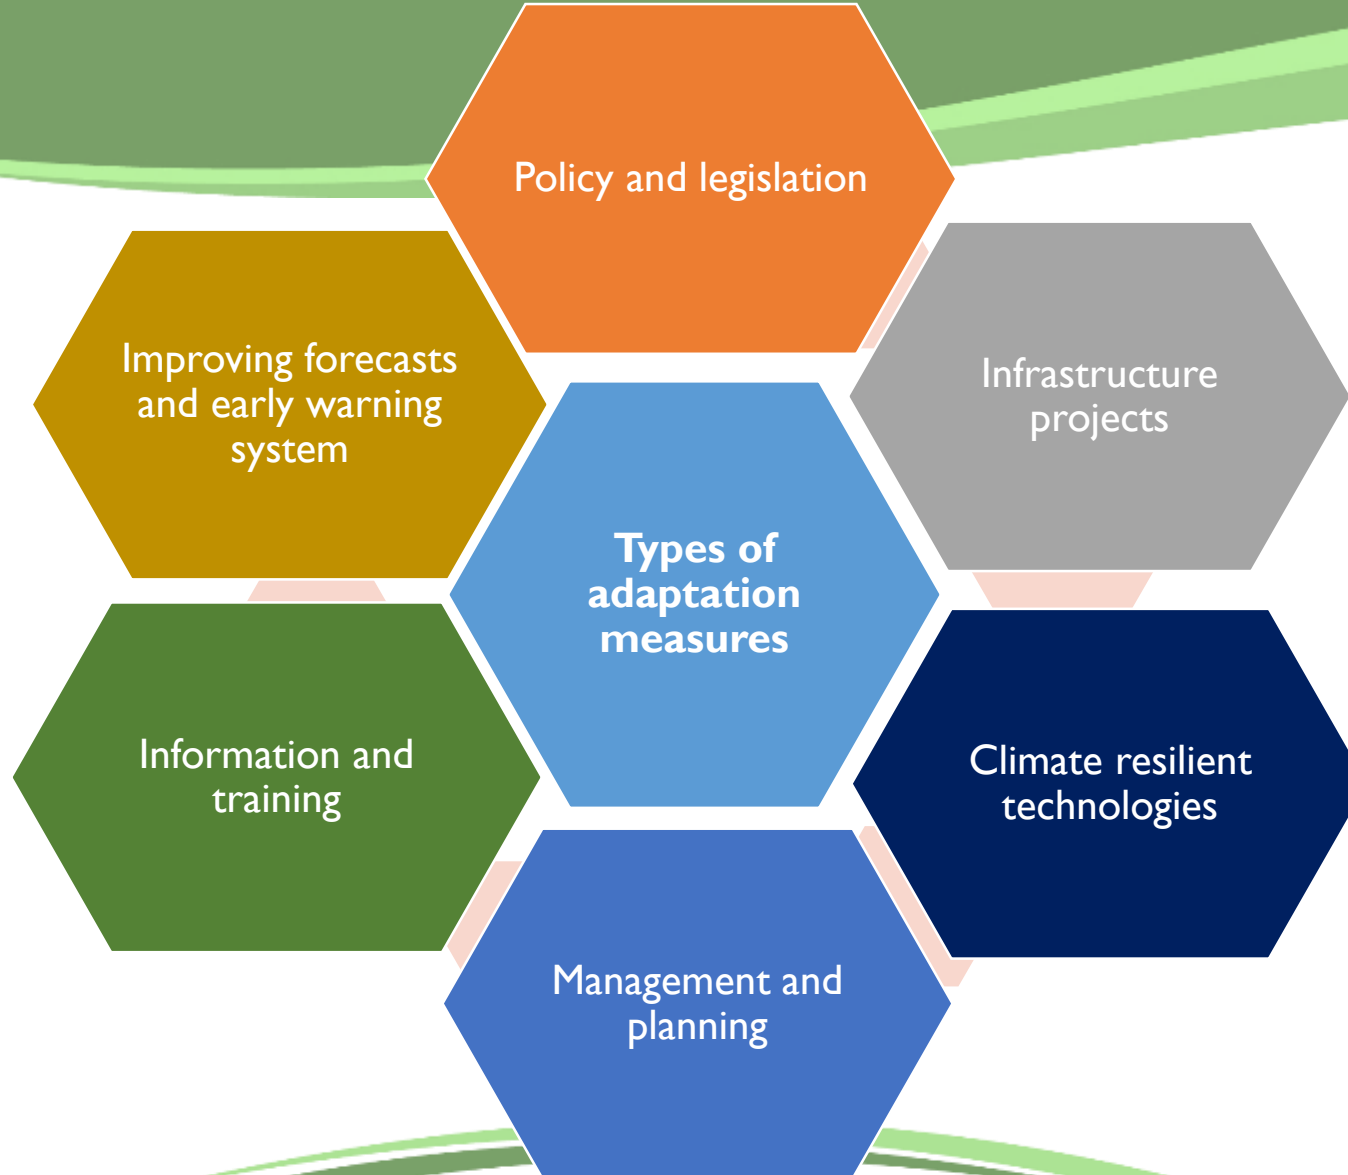 Policy and legislation
Improving forecasts
and early warning
system
Infrastructure
projects
Types of
adaptation
measures
Information and
training
Climate resilient
technologies
Management and
planning